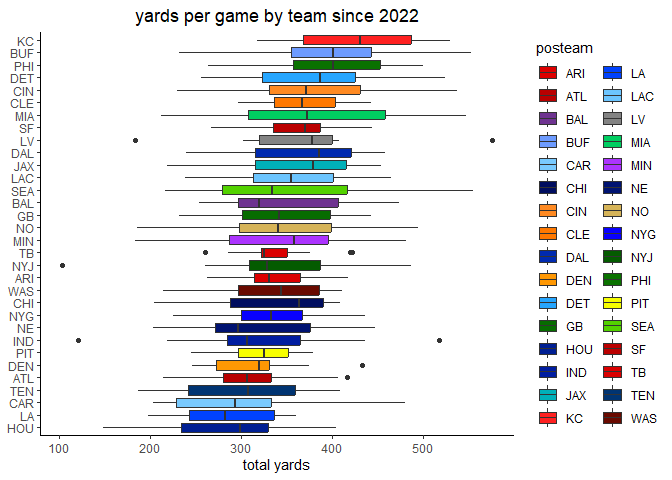 yards per game by team since 2022
KC
BUF
PHI
DET
CIN
CLE
MIA
SF
LV
DAL
JAX
LAC
SEA
BAL
GB
NO
MIN
TB
NYJ
ARI
WAS
CHI
NYG
NE
IND
PIT
DEN
ATL
TEN
CAR
LA
HOU
100 200 300 400 500
total yards
posteam
ARI LA
ATL LAC
BAL LV
BUF MIA
CAR MIN
CHI NE
CIN NO
CLE NYG
DAL NYJ
DEN PHI
DET PIT
GB SEA
HOU SF
IND TB
JAX TEN
KC WAS